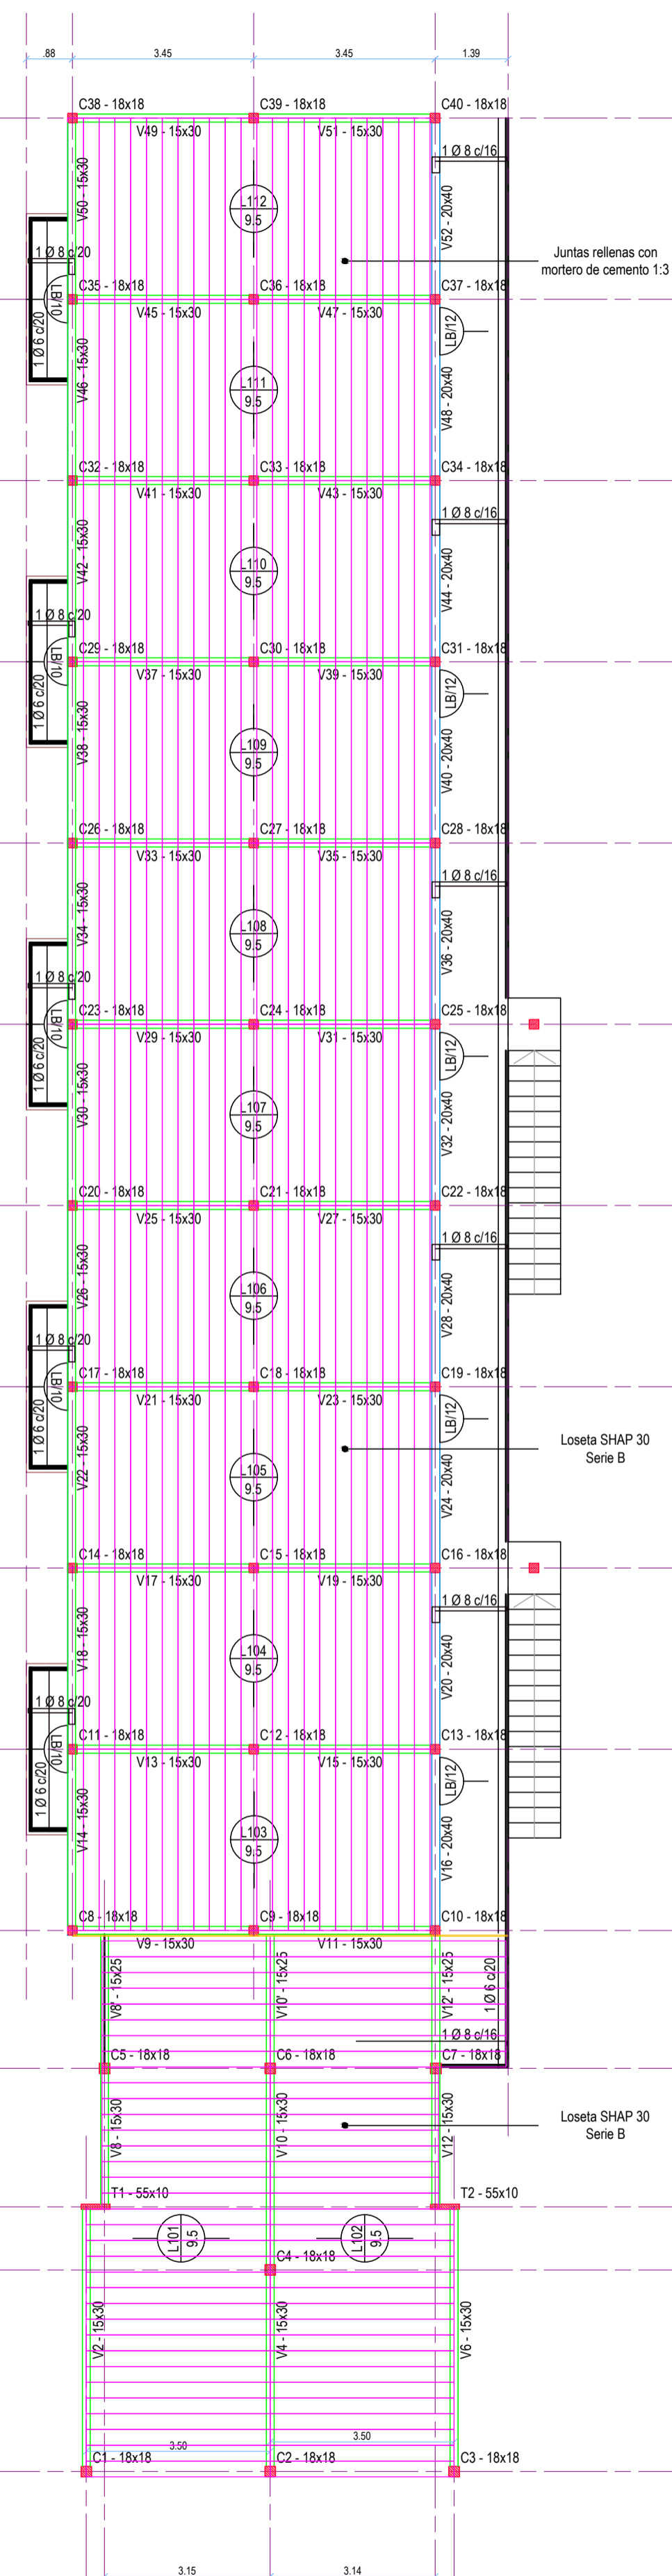 .88 3.45 3.45 1.39
C38 - 18x18 C39 - 18x18 C40 - 18x18
V49 - 15x30 V51 - 15x30
1 Ø 8 c/16
V50 - 15x30
L112
9.5
V52 - 20x40
1 Ø 8 c/20
Juntas rellenas con
mortero de cemento 1:3
LB/10
1 Ø 6 c/20
C35 - 18x18 C36 - 18x18 C37 - 18x18
V45 - 15x30 V47 - 15x30
LB/12
V46 - 15x30
L111
9.5
V48 - 20x40
C32 - 18x18 C33 - 18x18 C34 - 18x18
V41 - 15x30 V43 - 15x30
1 Ø 8 c/16
V42 - 15x30
L110
9.5
V44 - 20x40
1 Ø 8 c/20
LB/10
1 Ø 6 c/20
C29 - 18x18 C30 - 18x18 C31 - 18x18
V37 - 15x30 V39 - 15x30
LB/12
V38 - 15x30
L109
9.5
V40 - 20x40
C26 - 18x18 C27 - 18x18 C28 - 18x18
V33 - 15x30 V35 - 15x30
1 Ø 8 c/16
V34 - 15x30
L108
9.5
V36 - 20x40
1 Ø 8 c/20
LB/10
1 Ø 6 c/20
C23 - 18x18 C24 - 18x18 C25 - 18x18
V29 - 15x30 V31 - 15x30
LB/12
V30 - 15x30
L107
9.5
V32 - 20x40
C20 - 18x18 C21 - 18x18 C22 - 18x18
V25 - 15x30 V27 - 15x30
1 Ø 8 c/16
V26 - 15x30
L106
9.5
V28 - 20x40
1 Ø 8 c/20
LB/10
1 Ø 6 c/20
C17 - 18x18 C18 - 18x18 C19 - 18x18
V21 - 15x30 V23 - 15x30
LB/12
V22 - 15x30
L105
9.5
V24 - 20x40
Loseta SHAP 30
Serie B
C14 - 18x18 C15 - 18x18 C16 - 18x18
V17 - 15x30 V19 - 15x30
1 Ø 8 c/16
V18 - 15x30
L104
9.5
V20 - 20x40
1 Ø 8 c/20
LB/10
1 Ø 6 c/20
C11 - 18x18 C12 - 18x18 C13 - 18x18
V13 - 15x30 V15 - 15x30
LB/12
V14 - 15x30
L103
9.5
V16 - 20x40
C8 - 18x18 C9 - 18x18 C10 - 18x18
V9 - 15x30 V11 - 15x30
V8' - 15x25 V10' - 15x25 V12' - 15x25
1 Ø 6 c/20
1 Ø 8 c/16
C5 - 18x18 C6 - 18x18 C7 - 18x18
V8 - 15x30 V10 - 15x30 V12 - 15x30
Loseta SHAP 30
Serie B
T1 - 55x10 T2 - 55x10
L101
9.5
L102
9.5
C4 - 18x18
V2 - 15x30 V4 - 15x30 V6 - 15x30
3.50 3.50
C1 - 18x18 C2 - 18x18 C3 - 18x18
3.15 3.14